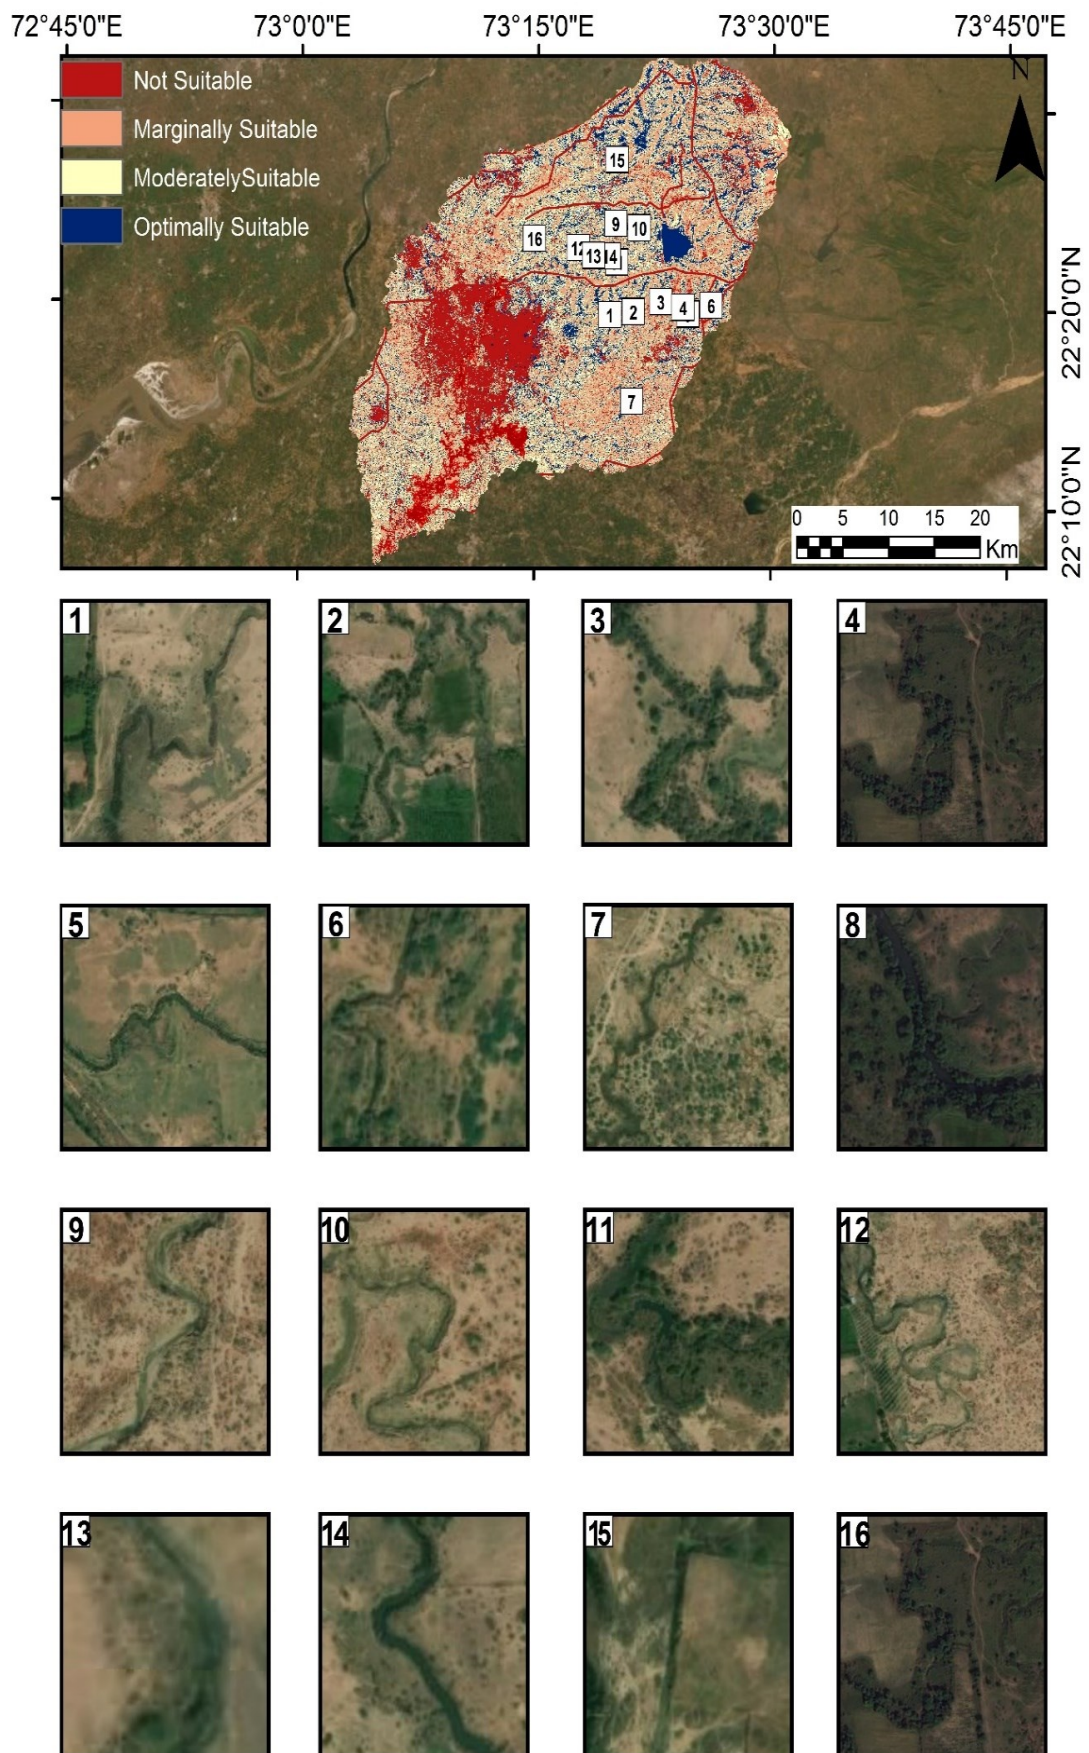 72°45'0"E 73°0'0"E 73°15'0"E 73°30'0"E 73°45'0"E
N
Not Suitable
Marginally Suitable
ModeratelySuitable
Optimally Suitable
15
9
10
16
12
13
14
22°20'0"N
3
4
6
1
2
7
22°10'0"N
0 5 10 15 20
Km
1 2 3 4
5 6 7 8
9 10 11 12
13 14 15 16